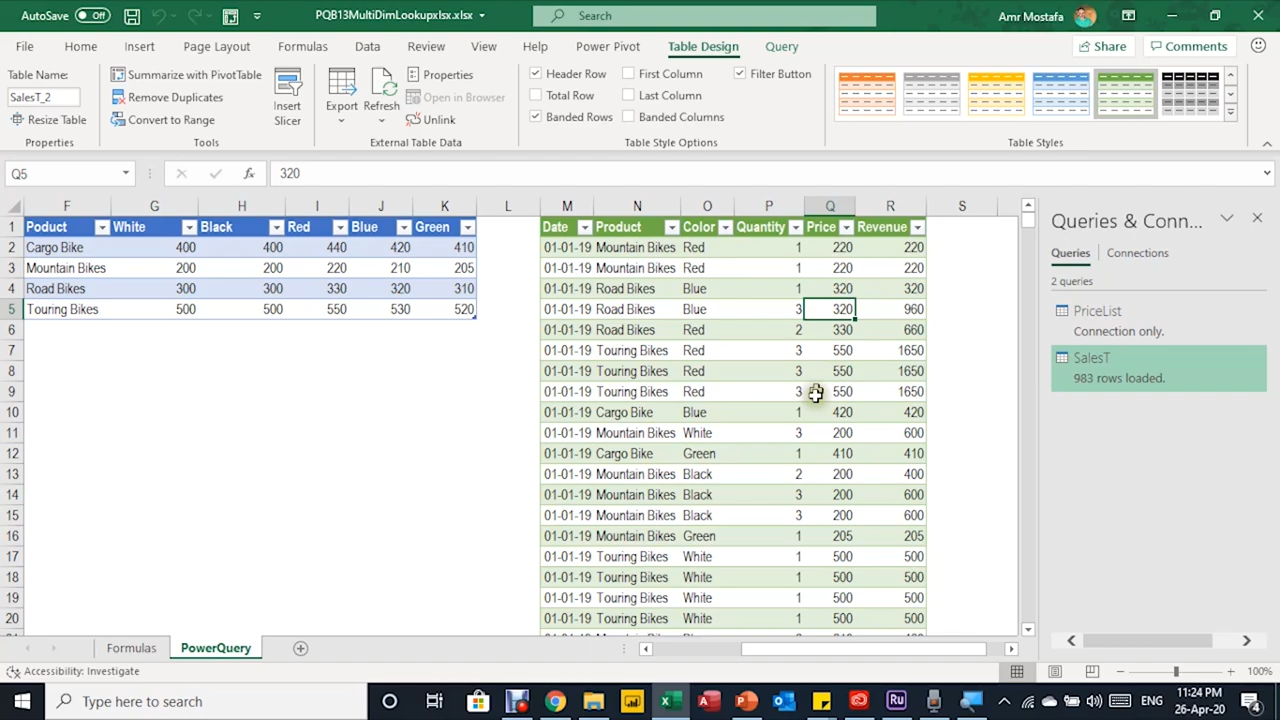 AutoSave Off PQB13MultiDimLookupxlsx.xlsx Search Amr Mostafa
File Home Insert Page Layout Formulas Data Review View Help Power Pivot Table Design Query Share Comments
Table Name:
SalesT_2
Resize Table
Properties
Summarize with PivotTable
Remove Duplicates
Convert to Range
Insert
Slicer
Tools
Export Refresh
Properties
Open in Browser
Unlink
External Table Data
Header Row First Column Filter Button
Total Row Last Column
Banded Rows Banded Columns
Table Style Options
Table Styles
Q5 fx 320
F G H I J K L M N O P Q R S
1 Poduct White Black Red Blue Green Date Product Color Quantity Price Revenue
2 Cargo Bike 400 400 440 420 410 01-01-19 Mountain Bikes Red 1 220 220
3 Mountain Bikes 200 200 220 210 205 01-01-19 Mountain Bikes Red 1 220 220
4 Road Bikes 300 300 330 320 310 01-01-19 Road Bikes Blue 1 320 320
5 Touring Bikes 500 500 550 530 520 01-01-19 Road Bikes Blue 3 320 960
6 01-01-19 Road Bikes Red 2 330 660
7 01-01-19 Touring Bikes Red 3 550 1650
8 01-01-19 Touring Bikes Red 3 550 1650
9 01-01-19 Touring Bikes Red 3 550 1650
10 01-01-19 Cargo Bike Blue 1 420 420
11 01-01-19 Mountain Bikes White 3 200 600
12 01-01-19 Cargo Bike Green 1 410 410
13 01-01-19 Mountain Bikes Black 2 200 400
14 01-01-19 Mountain Bikes Black 3 200 600
15 01-01-19 Mountain Bikes Black 3 200 600
16 01-01-19 Mountain Bikes Green 1 205 205
17 01-01-19 Touring Bikes White 1 500 500
18 01-01-19 Touring Bikes White 1 500 500
19 01-01-19 Touring Bikes White 1 500 500
20 01-01-19 Touring Bikes White 1 500 500
Queries & Conn...
Queries Connections
2 queries
PriceList
Connection only.
SalesT
983 rows loaded.
Formulas PowerQuery
Accessibility: Investigate 100%
Type here to search ENG 11:24 PM
26-Apr-20 4